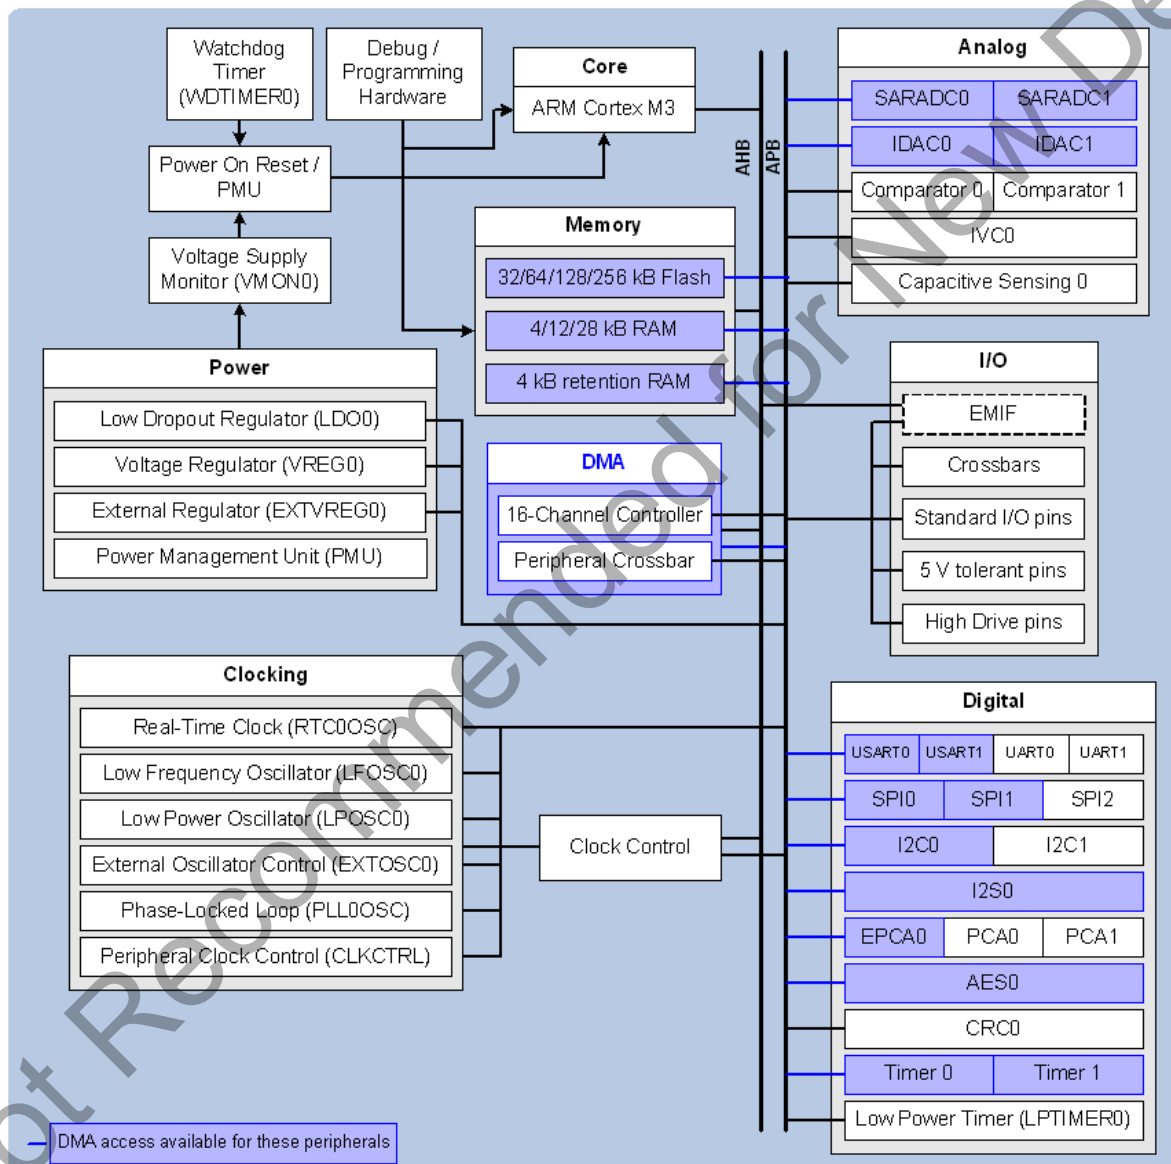 Watchdog
Timer
(WDTIMER0)
Debug /
Programming
Hardware
Core
ARM Cortex M3
Power On Reset /
PMU
Voltage Supply
Monitor (VMON0)
AHB
APB
Analog
SARADC0 SARADC1
IDAC0 IDAC1
Comparator 0 Comparator 1
IVC0
Capacitive Sensing 0
Memory
32/64/128/256 kB Flash
4/12/28 kB RAM
4 kB retention RAM
Power
Low Dropout Regulator (LDO0)
Voltage Regulator (VREG0)
External Regulator (EXTVREG0)
Power Management Unit (PMU)
DMA
16-Channel Controller
Peripheral Crossbar
I/O
EMIF
Crossbars
Standard I/O pins
5 V tolerant pins
High Drive pins
Clocking
Real-Time Clock (RTC0OSC)
Low Frequency Oscillator (LFOSC0)
Low Power Oscillator (LPOSC0)
External Oscillator Control (EXTOSC0)
Phase-Locked Loop (PLL0OSC)
Peripheral Clock Control (CLKCTRL)
Clock Control
Digital
USART0 USART1 UART0 UART1
SPI0 SPI1 SPI2
I2C0 I2C1
I2S0
EPCA0 PCA0 PCA1
AES0
CRC0
Timer 0 Timer 1
Low Power Timer (LPTIMER0)
DMA access available for these peripherals
ot Recommended for New De